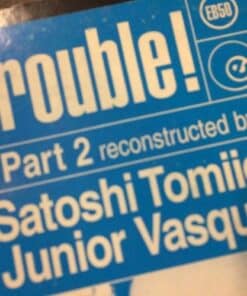 EB50
rouble!
Part 2 reconstructed b
Satoshi Tomii
Junior Vasqu